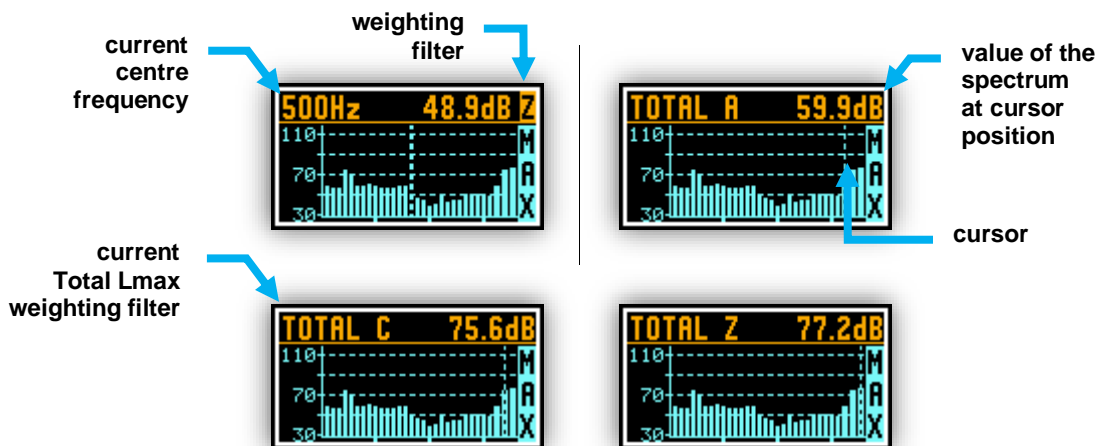 weighting
filter
current
centre
frequency
500Hz 48.9dB Z
110
70
30
MAX
TOTAL A 59.9dB
110
70
30
MAX
value of the
spectrum
at cursor
position
cursor
current
Total Lmax
weighting filter
TOTAL C 75.6dB
110
70
30
MAX
TOTAL Z 77.2dB
110
70
30
MAX